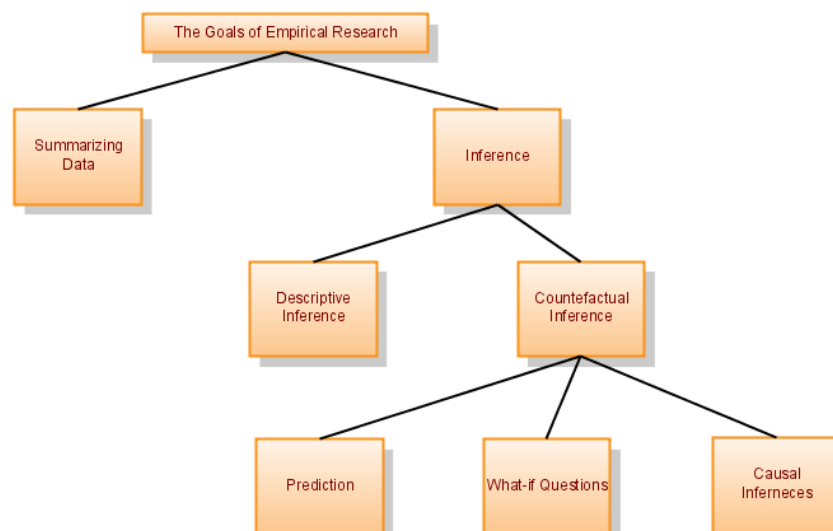 The Goals of Empirical Research
Summarizing
Data
Inference
Descriptive
Inference
Countefactual
Inference
Prediction
What-if Questions
Causal
Inferneces